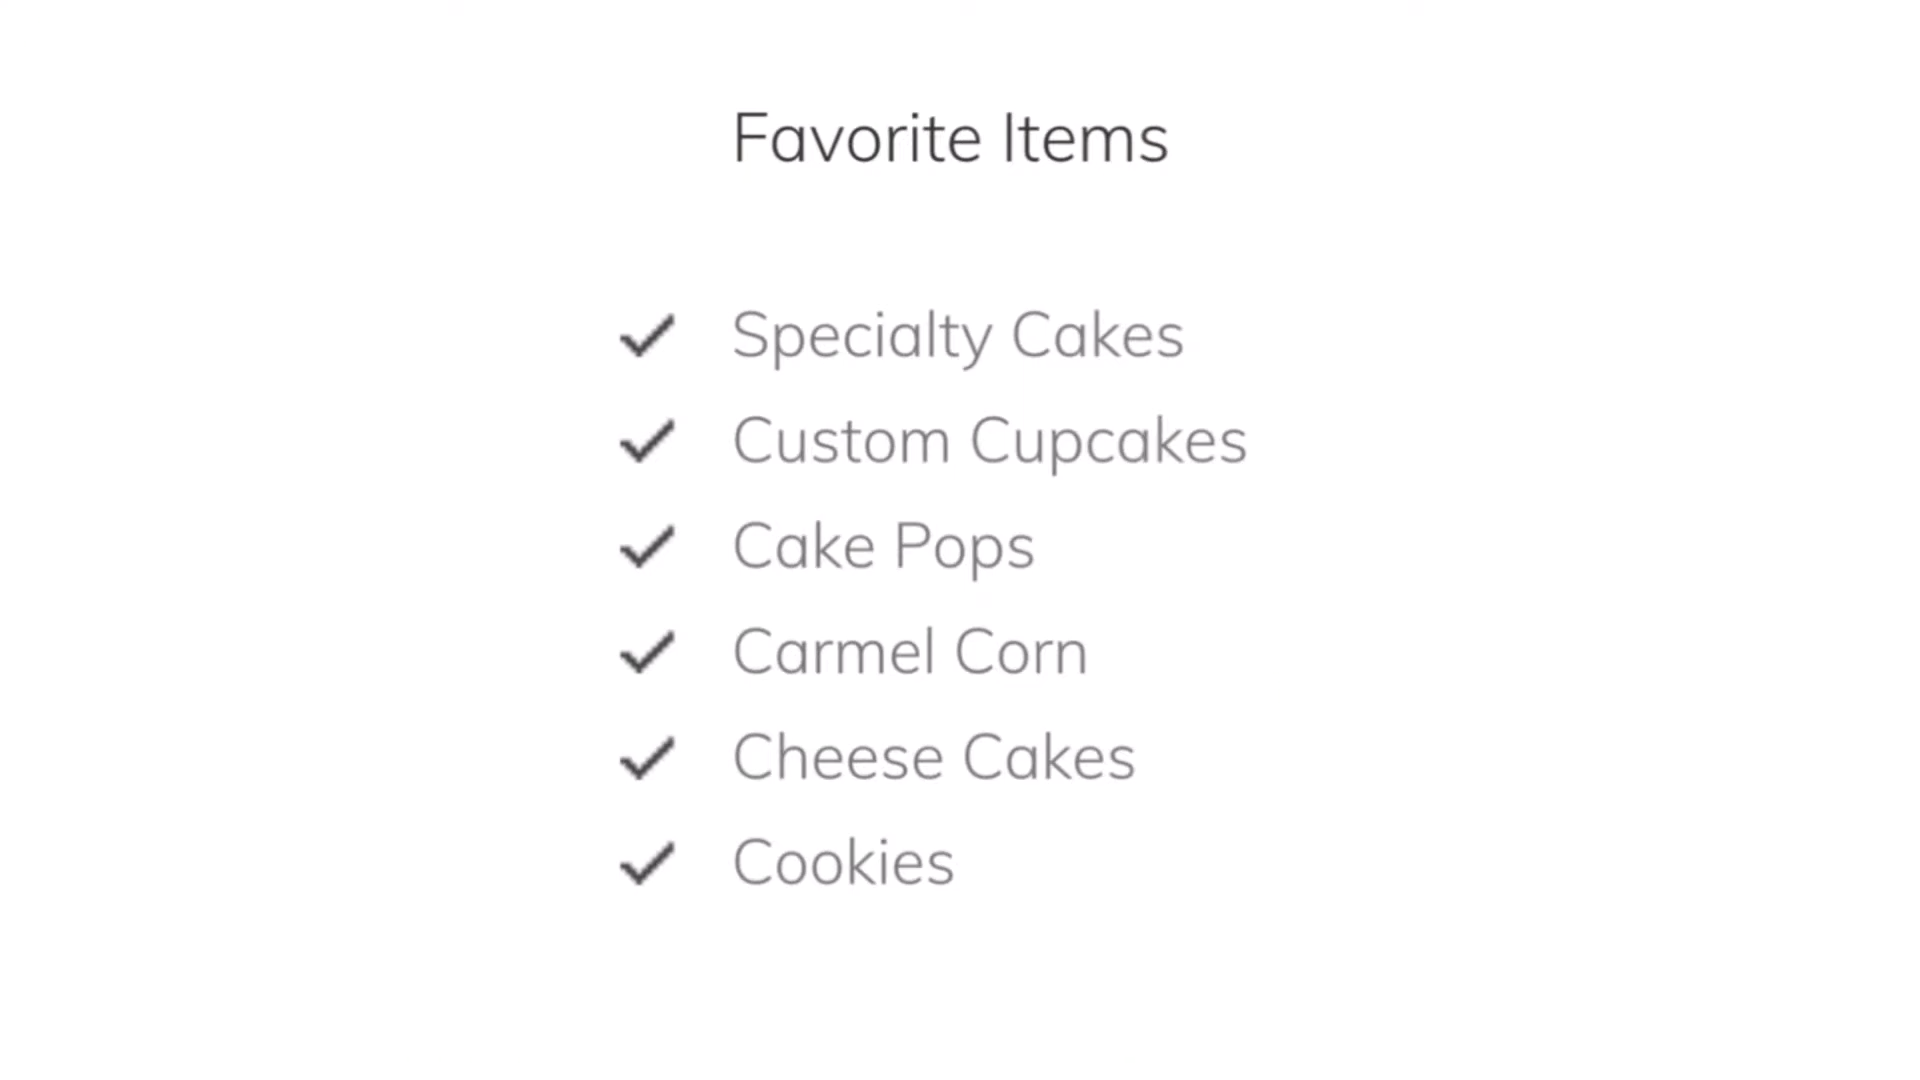 Favorite Items
Specialty Cakes
Custom Cupcakes
Cake Pops
Carmel Corn
Cheese Cakes
Cookies